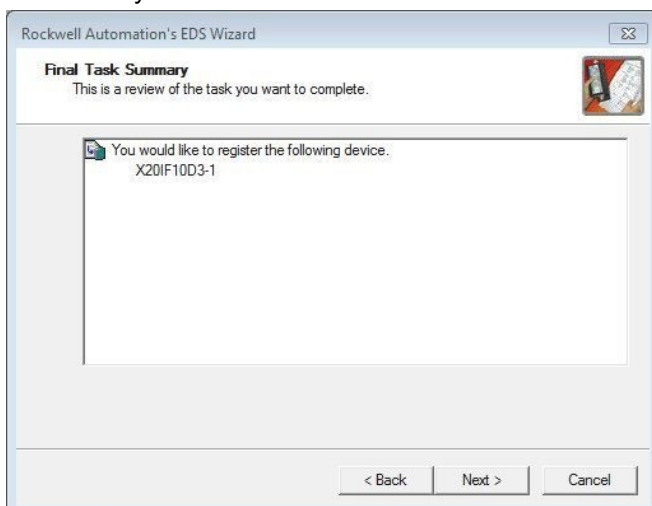 Rockwell Automation's EDS Wizard
Final Task Summary
This is a review of the task you want to complete.
You would like to register the following device.
X20IF10D3-1
< Back
Next >
Cancel